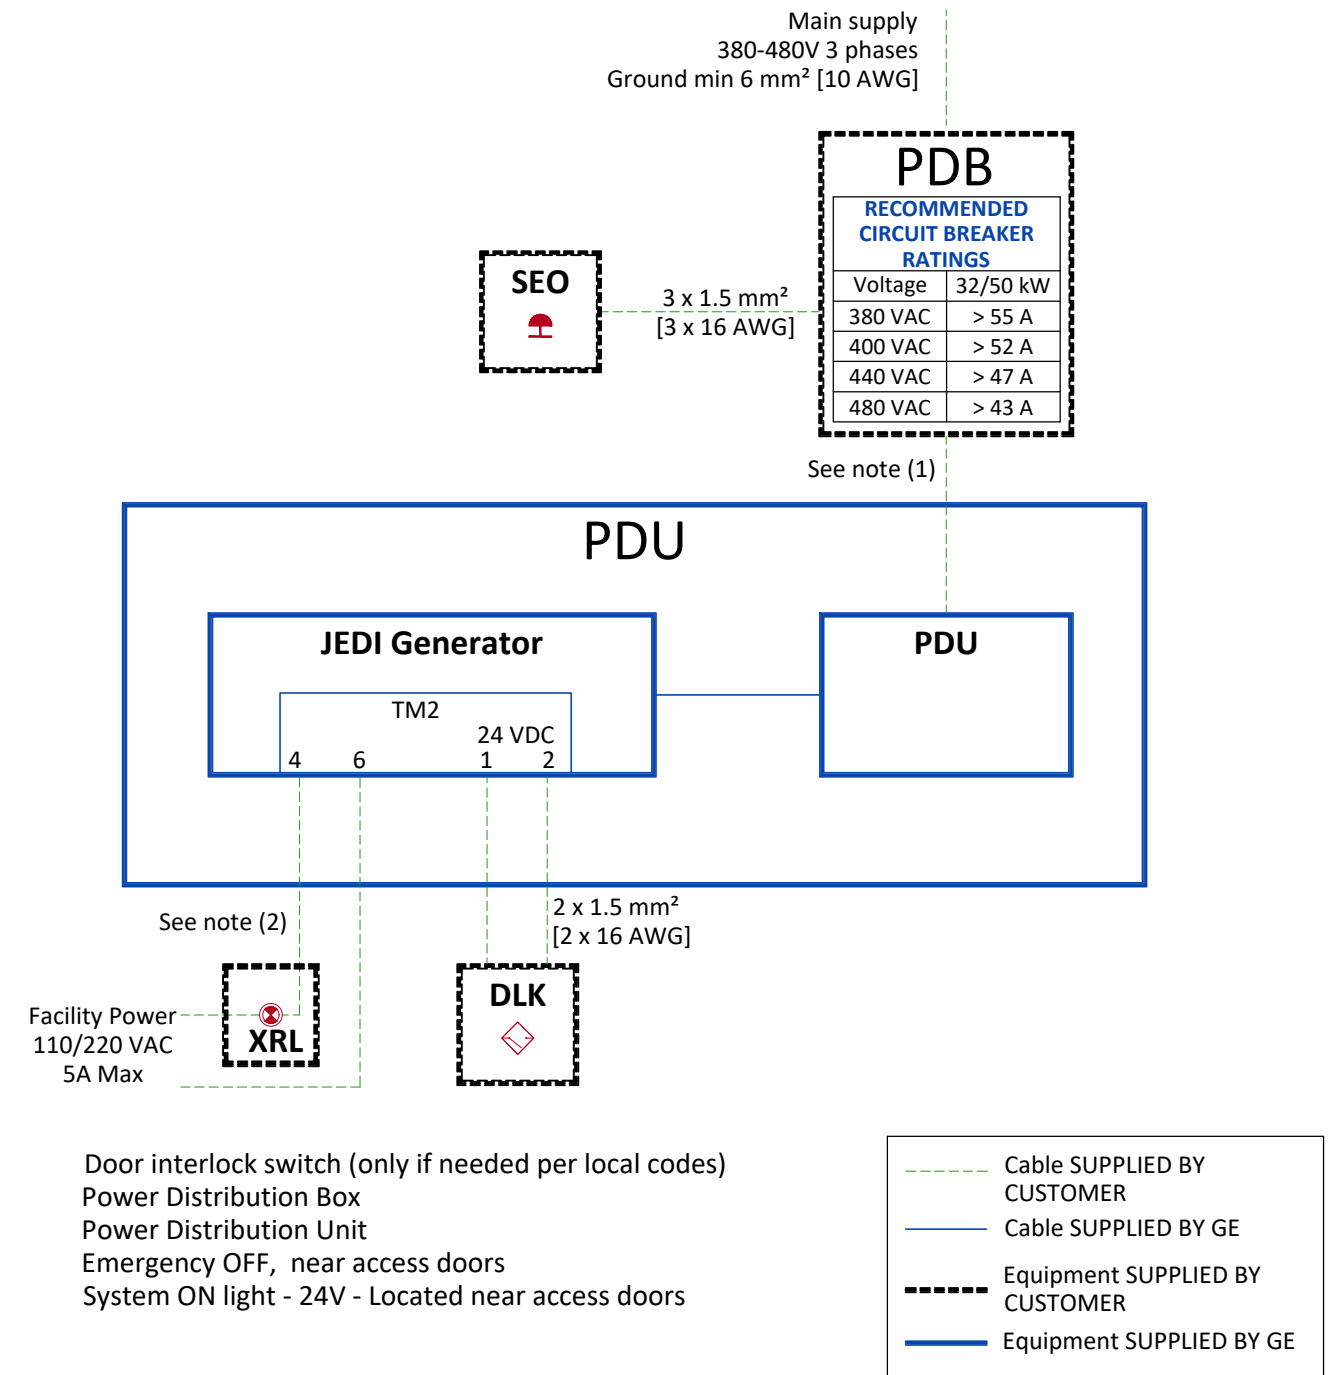 Main supply
380-480V 3 phases
Ground min 6 mm² [10 AWG]
PDB
RECOMMENDED
CIRCUIT BREAKER
RATINGS
Voltage 32/50 kW
380 VAC > 55 A
400 VAC > 52 A
440 VAC > 47 A
480 VAC > 43 A
SEO
3 x 1.5 mm²
[3 x 16 AWG]
See note (1)
PDU
JEDI Generator
PDU
TM2
24 VDC
4 6 1 2
See note (2)
2 x 1.5 mm²
[2 x 16 AWG]
XRL
DLK
Facility Power
110/220 VAC
5A Max
Door interlock switch (only if needed per local codes)
Power Distribution Box
Power Distribution Unit
Emergency OFF, near access doors
System ON light - 24V - Located near access doors
Cable SUPPLIED BY
CUSTOMER
Cable SUPPLIED BY GE
Equipment SUPPLIED BY
CUSTOMER
Equipment SUPPLIED BY GE